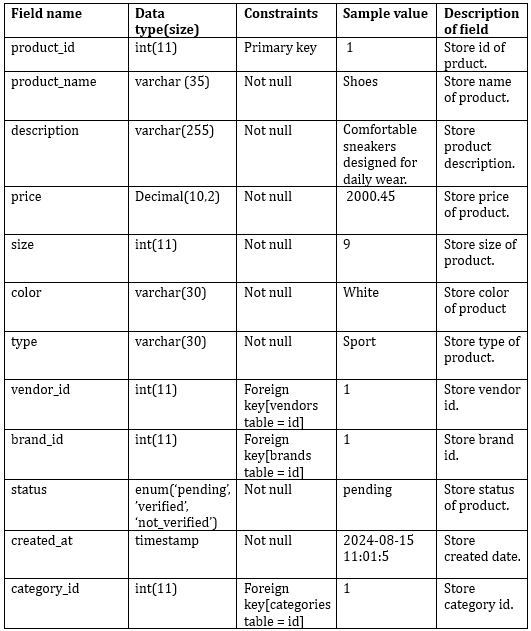 Field name Data type(size) Constraints Sample value Description of field
product_id int(11) Primary key 1 Store id of prduct.
product_name varchar (35) Not null Shoes Store name of product.
description varchar(255) Not null Comfortable sneakers designed for daily wear. Store product description.
price Decimal(10,2) Not null 2000.45 Store price of product.
size int(11) Not null 9 Store size of product.
color varchar(30) Not null White Store color of product
type varchar(30) Not null Sport Store type of product.
vendor_id int(11) Foreign key[vendors table = id] 1 Store vendor id.
brand_id int(11) Foreign key[brands table = id] 1 Store brand id.
status enum(‘pending’, ’verified’, ‘not_verified’) Not null pending Store status of product.
created_at timestamp Not null 2024-08-15 11:01:5 Store created date.
category_id int(11) Foreign key[categories table = id] 1 Store category id.